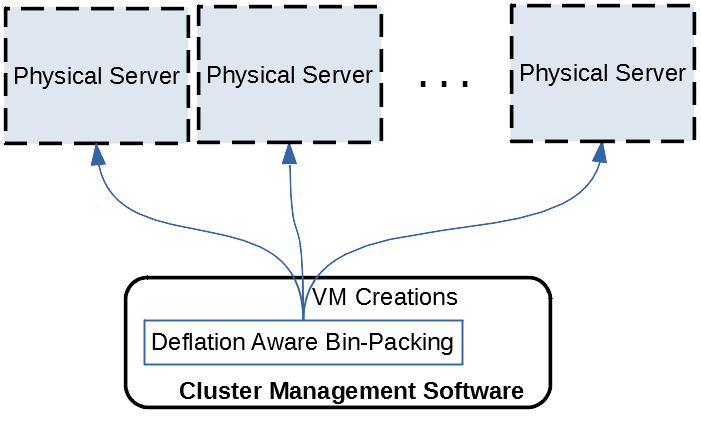 Physical Server
Physical Server
. . .
Physical Server
VM Creations
Deflation Aware Bin-Packing
Cluster Management Software